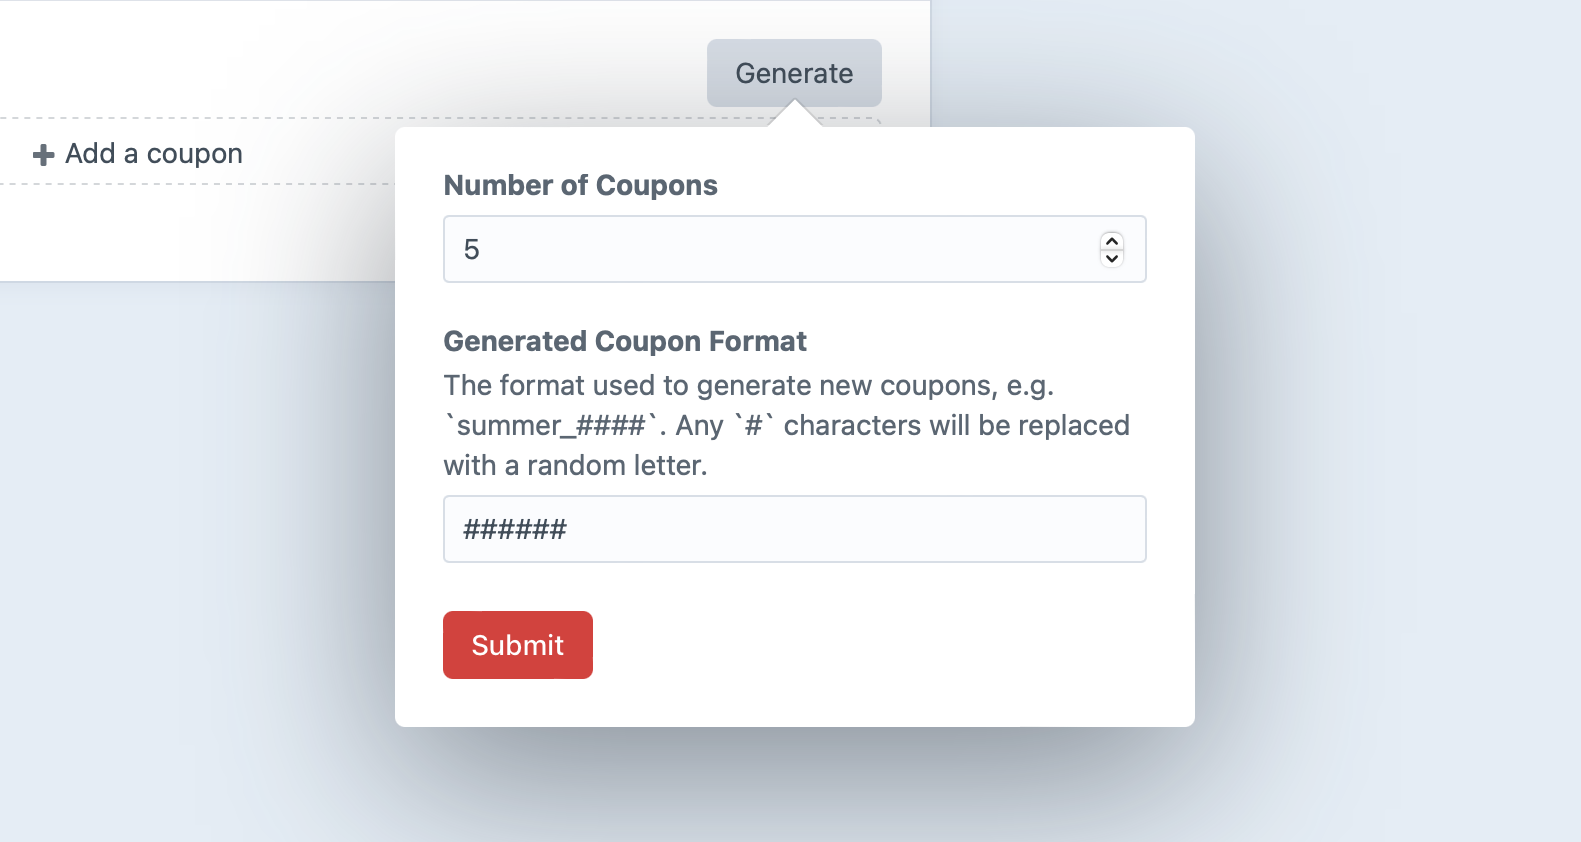 Generate
Add a coupon
Number of Coupons
5
Generated Coupon Format
The format used to generate new coupons, e.g.
`summer_####`. Any `#` characters will be replaced
with a random letter.
######
Submit